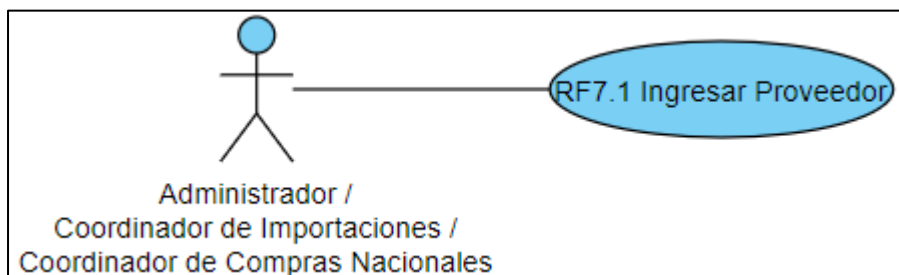 RF7.1 Ingresar Proveedor
Administrador /
Coordinador de Importaciones /
Coordinador de Compras Nacionales